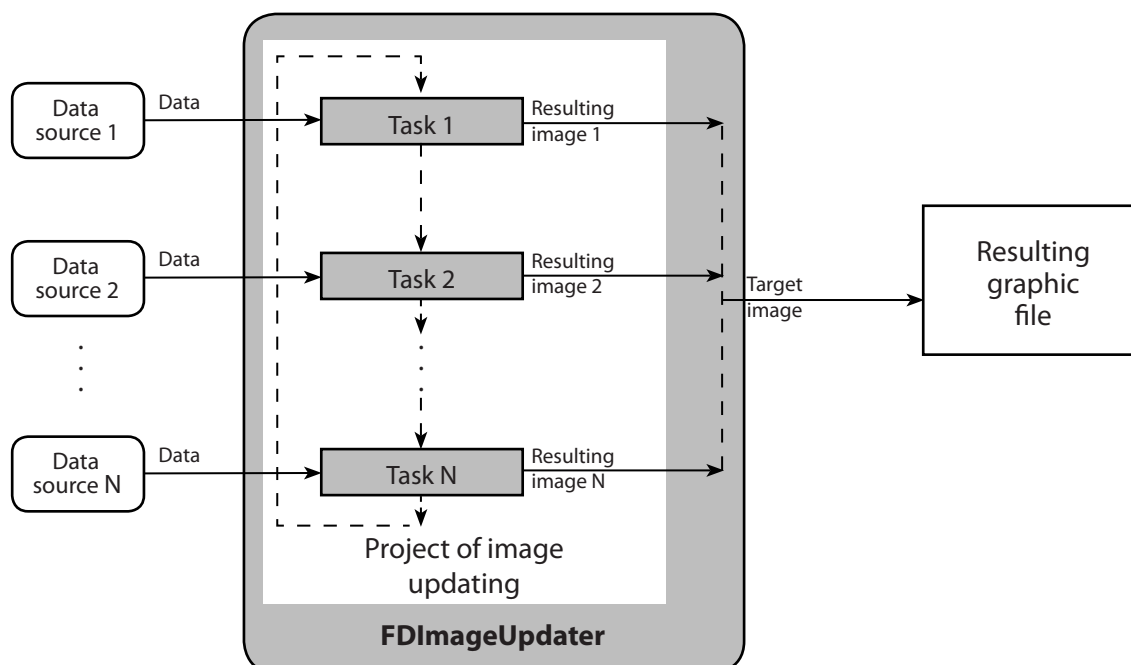 Data
source 1
Data
Task 1
Resulting
image 1
Data
source 2
Data
Task 2
Resulting
image 2
Target
image
Resulting
graphic
file
Data
source N
Data
Task N
Resulting
image N
Project of image
updating
FDImageUpdater